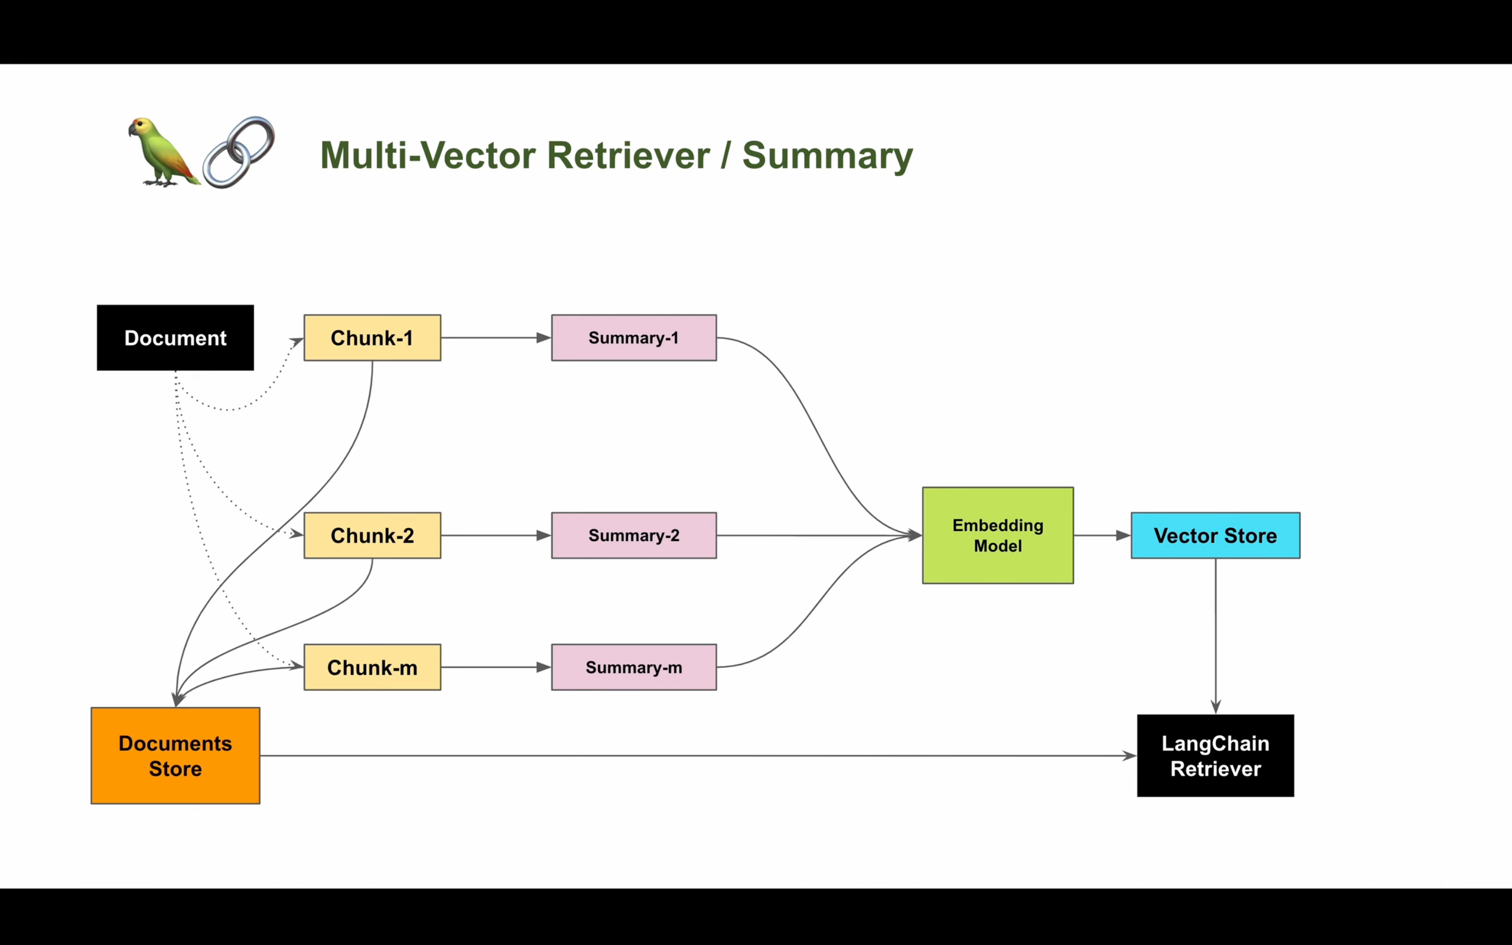 Multi-Vector Retriever / Summary
Document
Chunk-1
Summary-1
Chunk-2
Summary-2
Embedding
Model
Vector Store
Chunk-m
Summary-m
Documents
Store
LangChain
Retriever